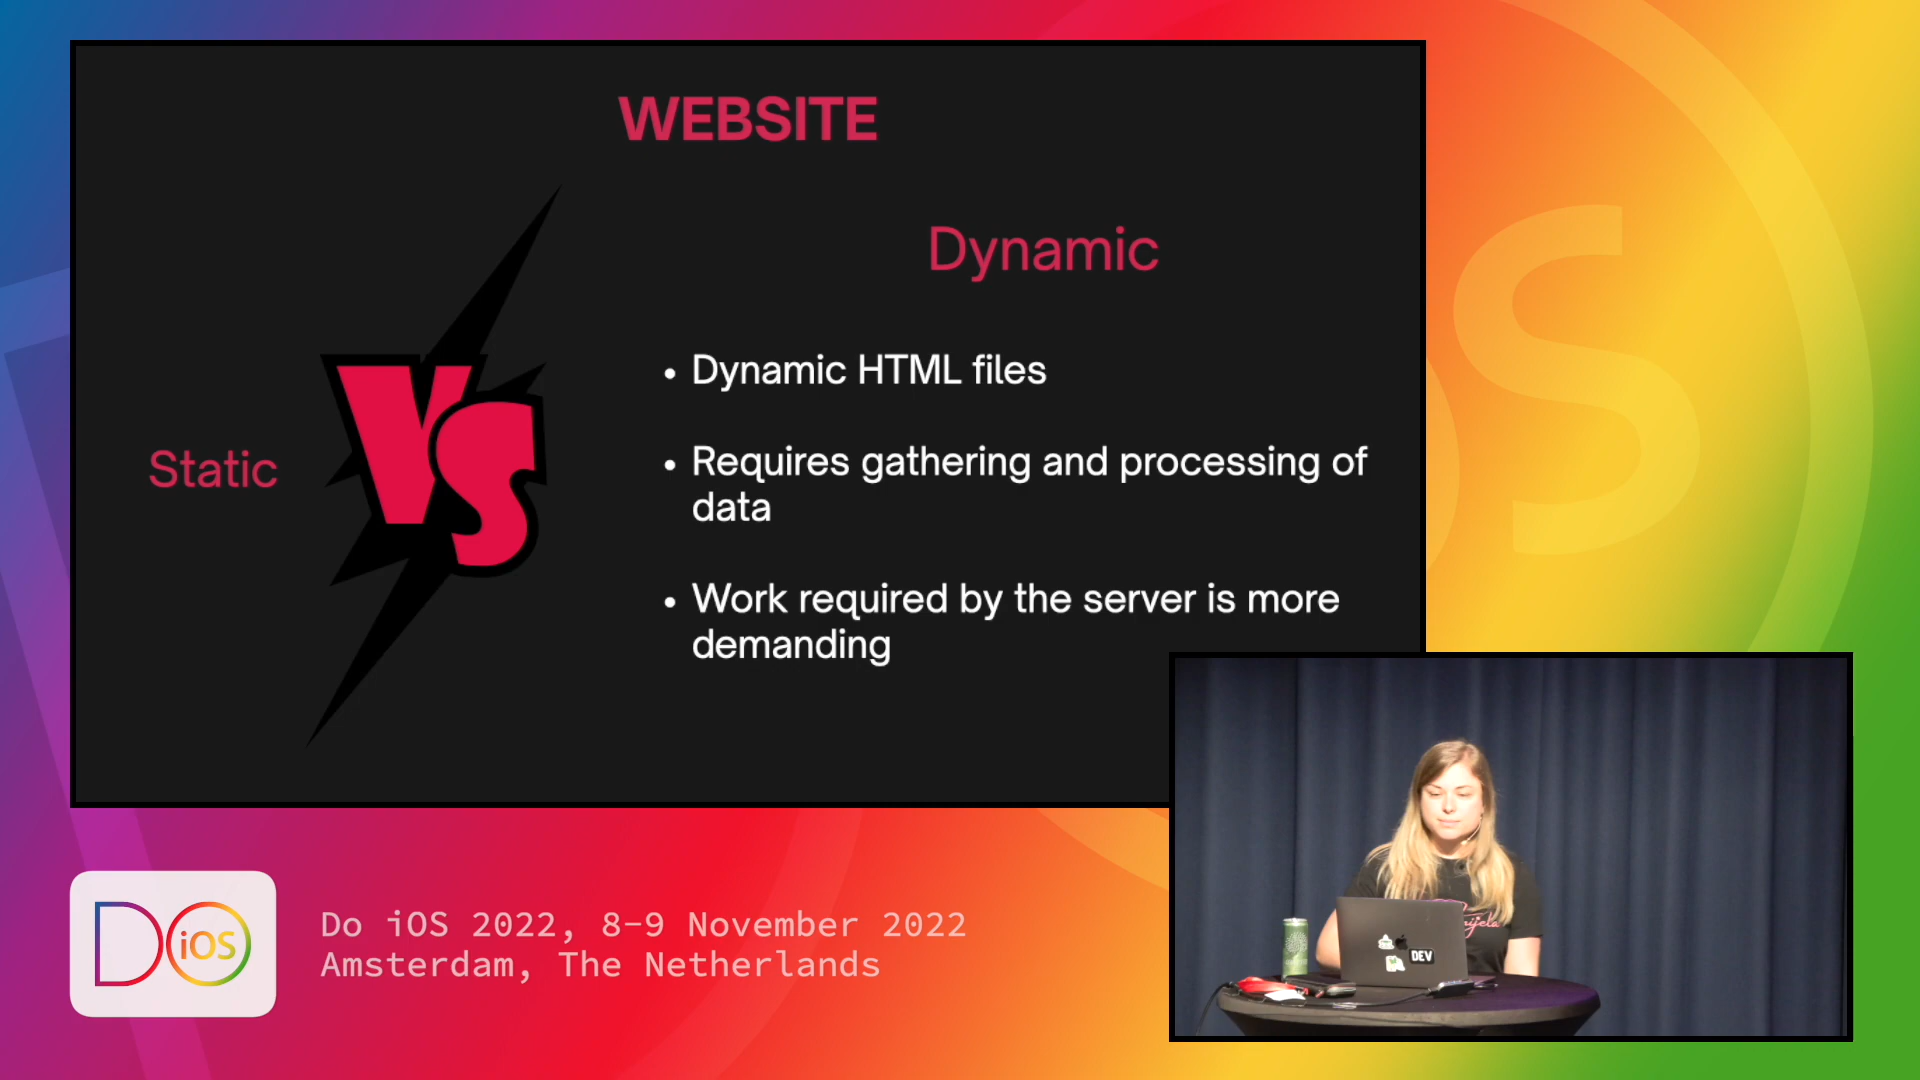 WEBSITE
Static
VS
Dynamic
• Dynamic HTML files
• Requires gathering and processing of
data
• Work required by the server is more
demanding
DO iOS
Do iOS 2022, 8-9 November 2022
Amsterdam, The Netherlands
DEV